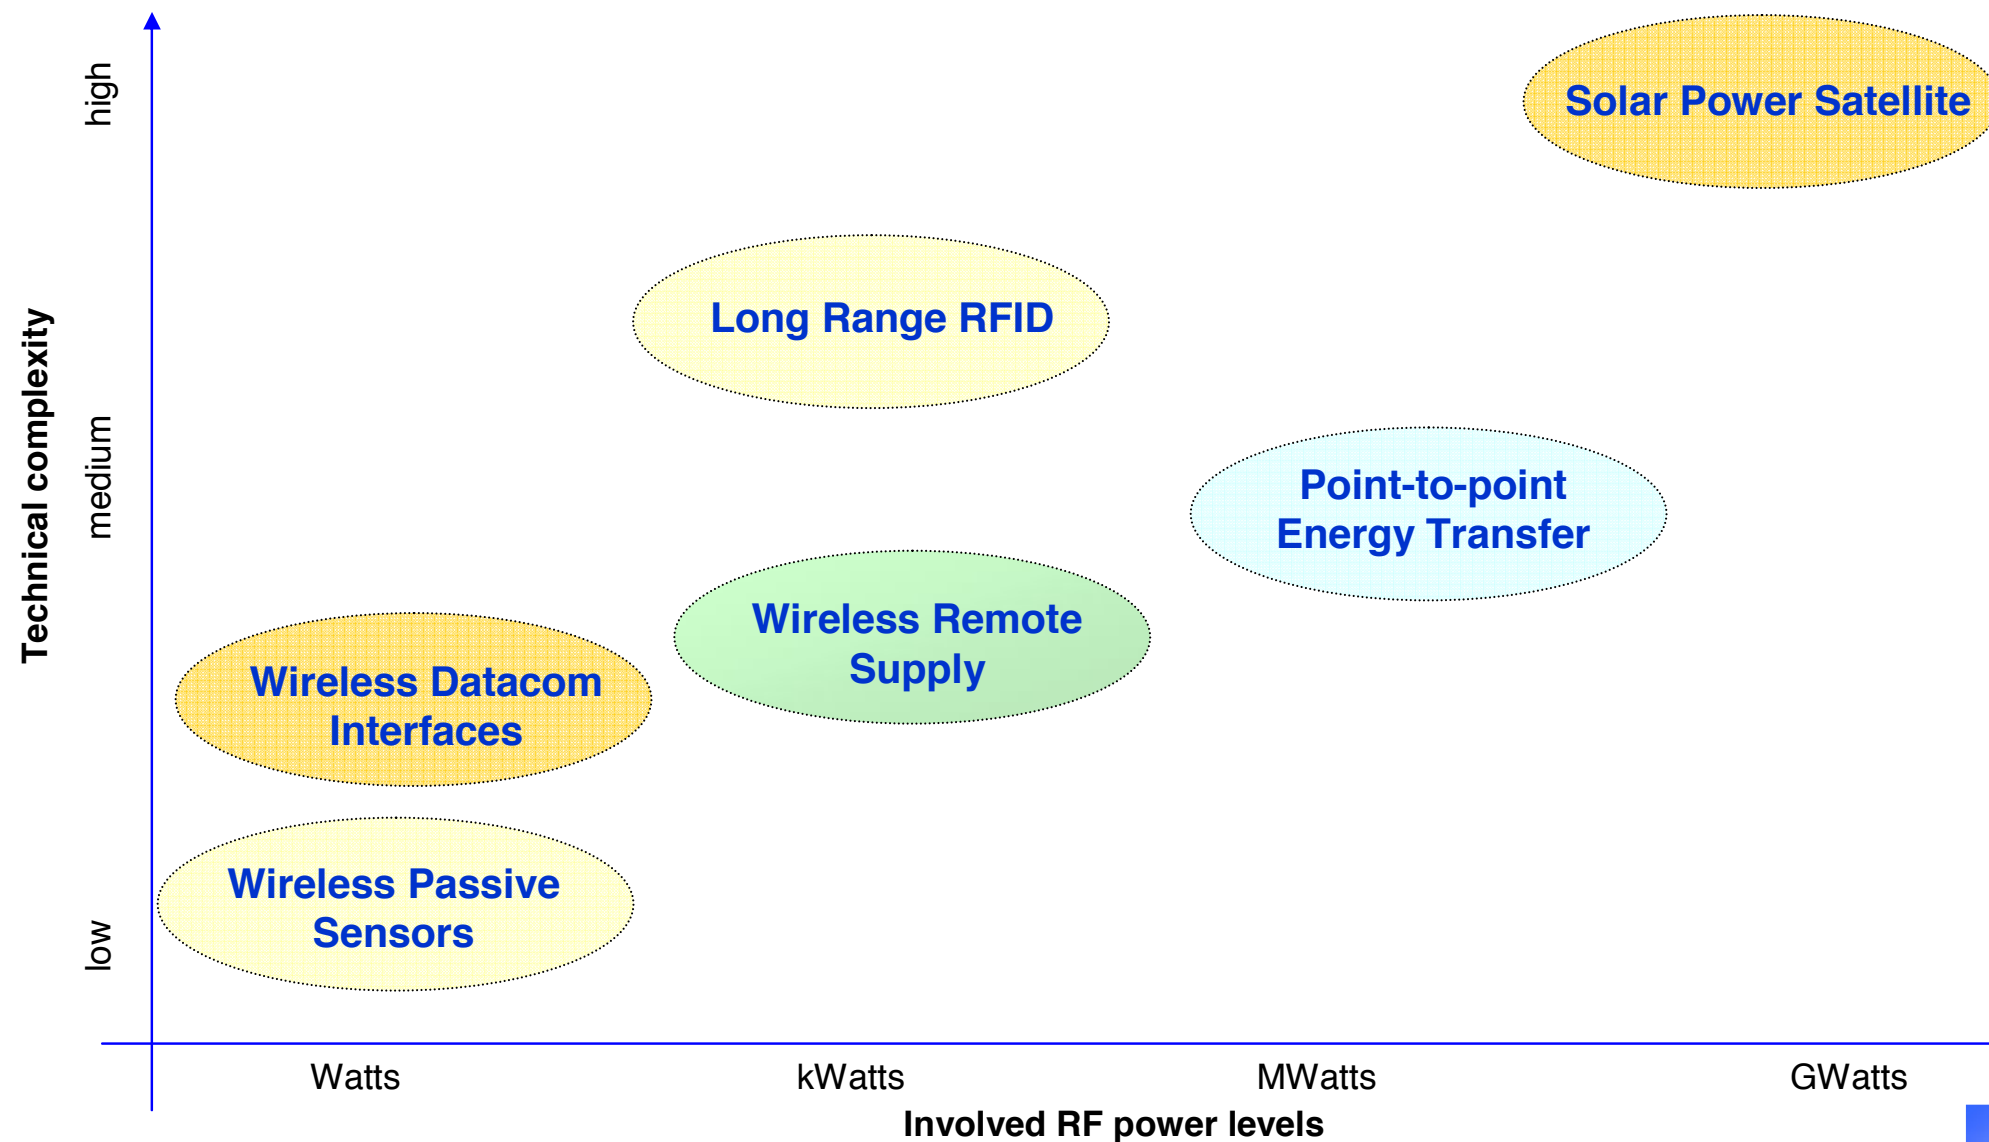 high
Solar Power Satellite
Long Range RFID
Technical complexity
medium
Point-to-point
Energy Transfer
Wireless Remote
Supply
Wireless Datacom
Interfaces
Wireless Passive
Sensors
low
Watts
kWatts
MWatts
GWatts
Involved RF power levels